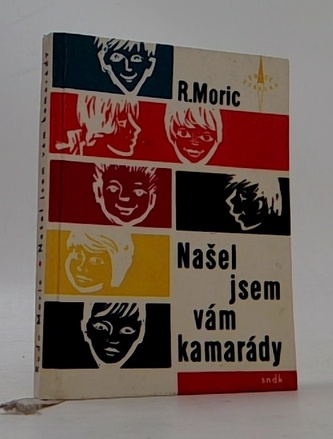 R.Moric
Našel
jsem
vám
kamarády
sndk